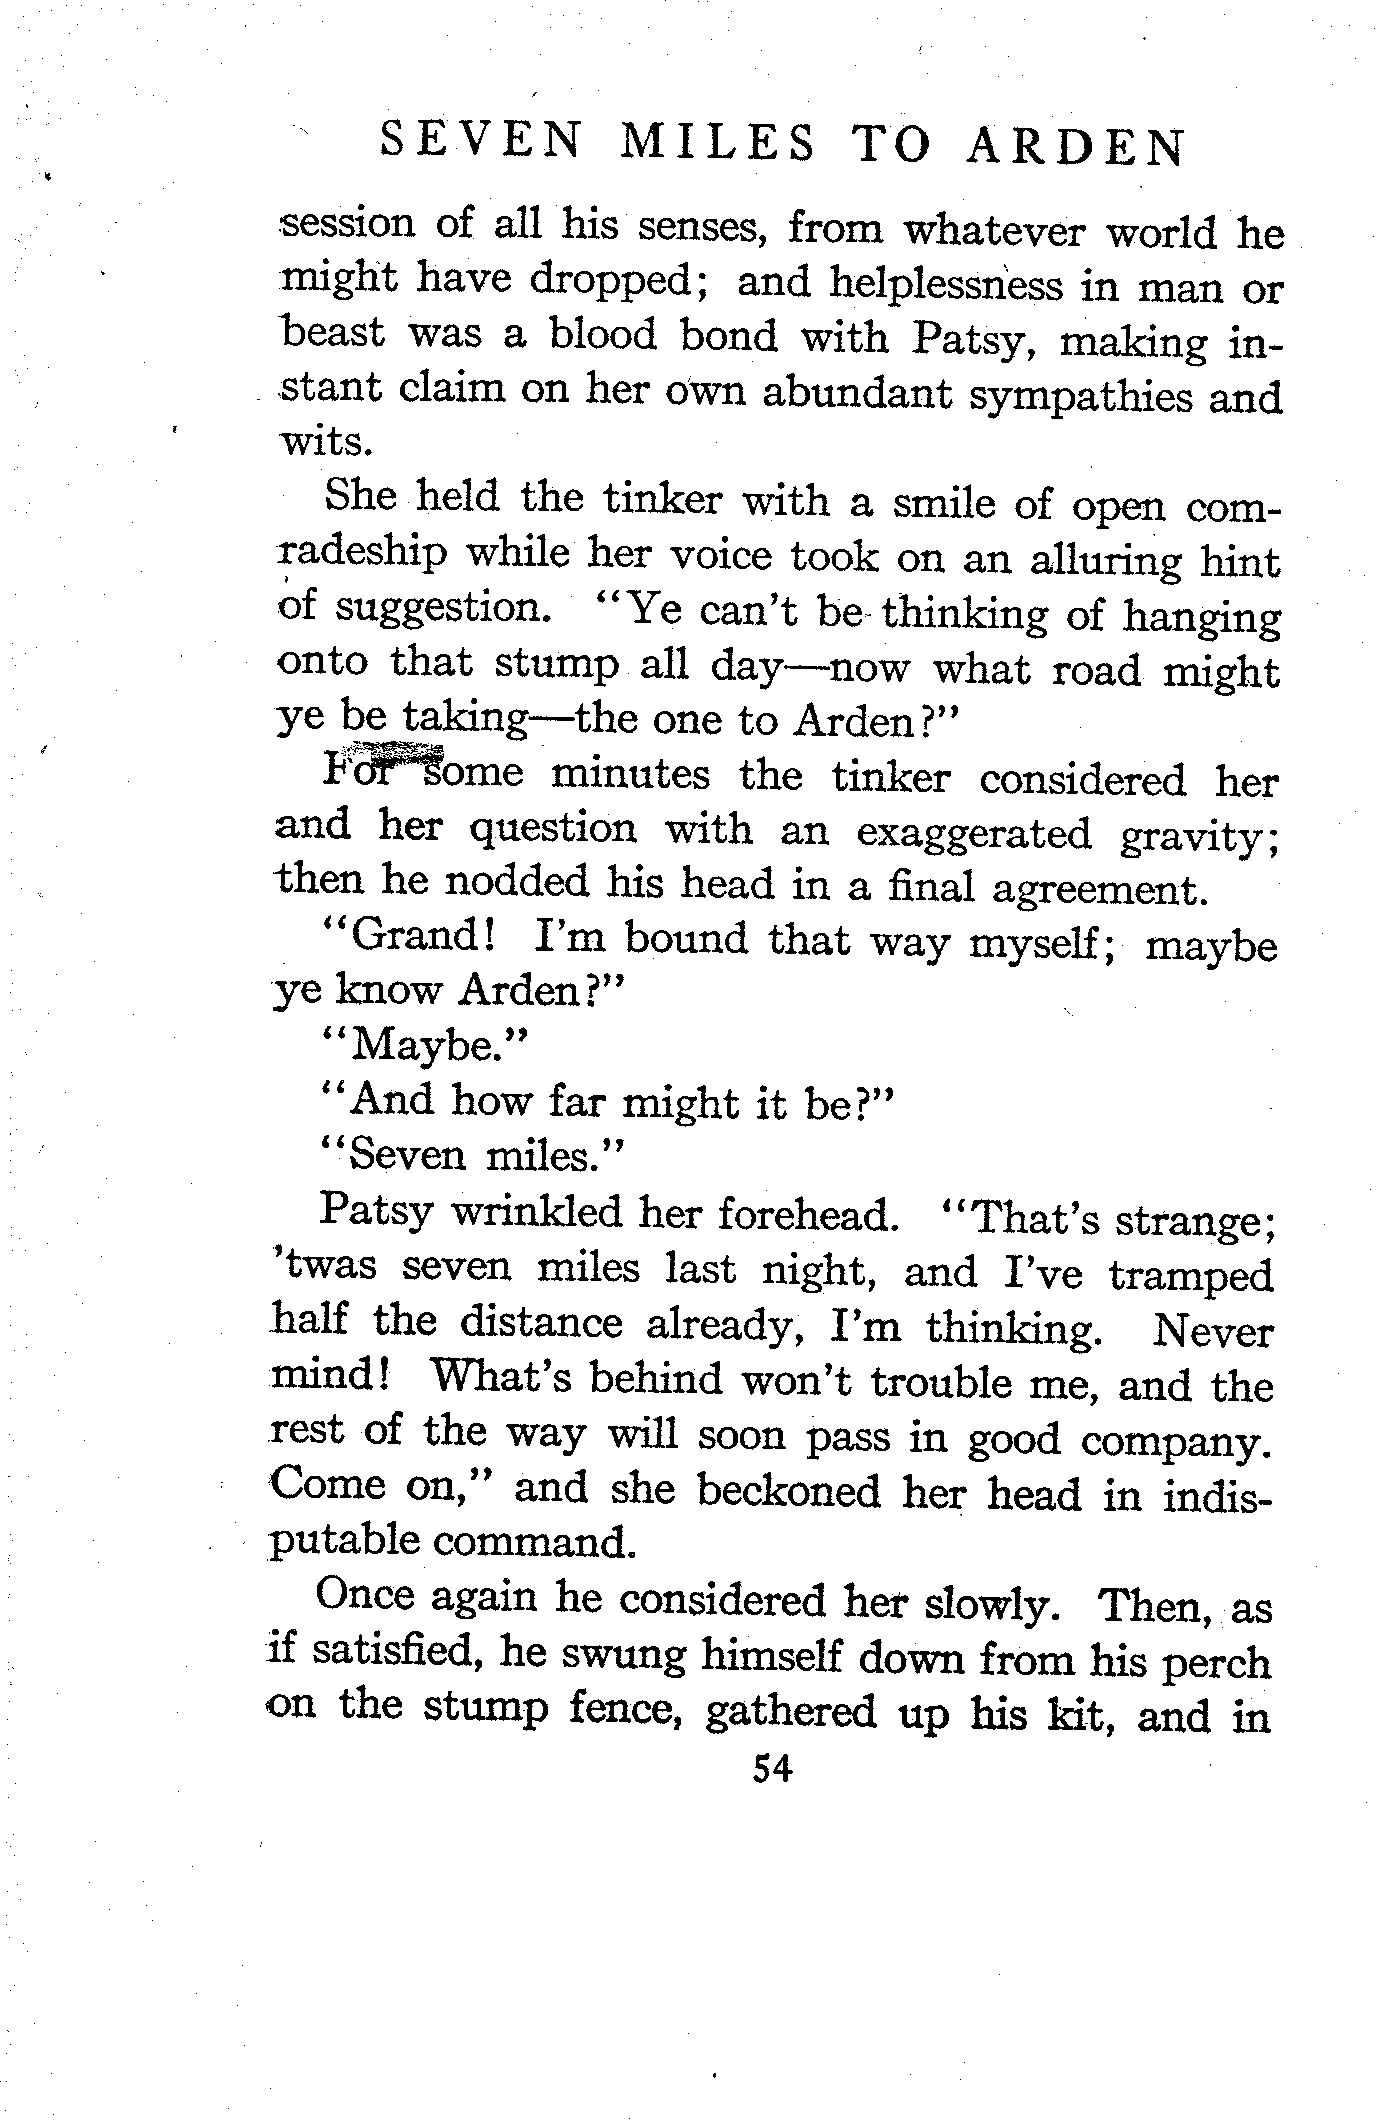 SEVEN MILES TO ARDEN
session of all his senses, from whatever world he
might have dropped; and helplessness in man or
beast was a blood bond with Patsy, making in-
stant claim on her own abundant sympathies and
wits.
She held the tinker with a smile of open com-
radeship while her voice took on an alluring hint
of suggestion. "Ye can't be thinking of hanging
onto that stump all day—now what road might
ye be taking—the one to Arden?"
For some minutes the tinker considered her
and her question with an exaggerated gravity;
then he nodded his head in a final agreement.
"Grand! I'm bound that way myself; maybe
ye know Arden?"
"Maybe."
"And how far might it be?"
"Seven miles."
Patsy wrinkled her forehead. "That's strange;
'twas seven miles last night, and I've tramped
half the distance already, I'm thinking. Never
mind! What's behind won't trouble me, and the
rest of the way will soon pass in good company.
Come on," and she beckoned her head in indis-
putable command.
Once again he considered her slowly. Then, as
if satisfied, he swung himself down from his perch
on the stump fence, gathered up his kit, and in
54